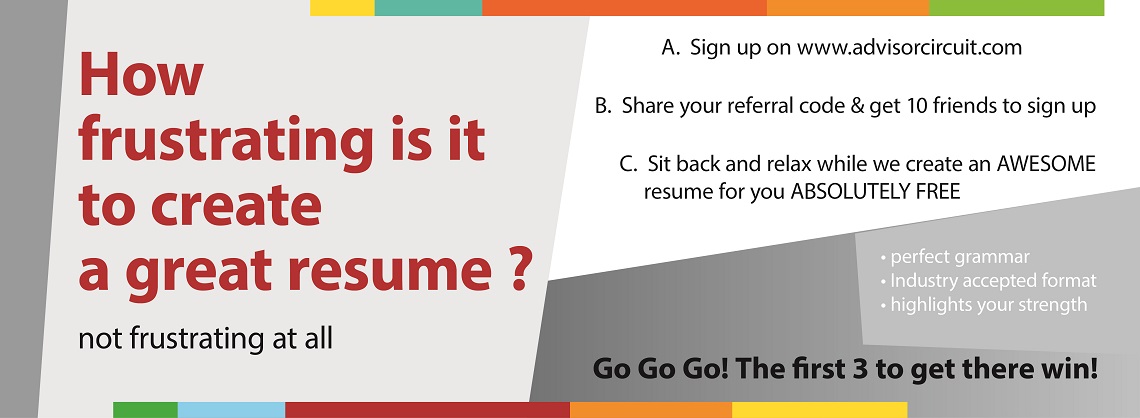 How
frustrating is it
to create
a great resume ?
not frustrating at all
A. Sign up on www.advisorcircuit.com
B. Share your referral code & get 10 friends to sign up
C. Sit back and relax while we create an AWESOME
resume for you ABSOLUTELY FREE
• perfect grammar
• Industry accepted format
• highlights your strength
Go Go Go! The first 3 to get there win!